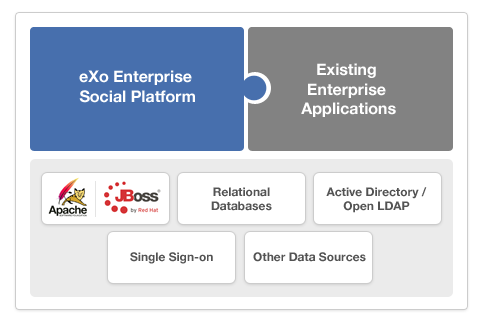 eXo Enterprise
Social Platform
Existing
Enterprise
Applications
Apache
JBoss
by Red Hat
Relational
Databases
Active Directory /
Open LDAP
Single Sign-on
Other Data Sources